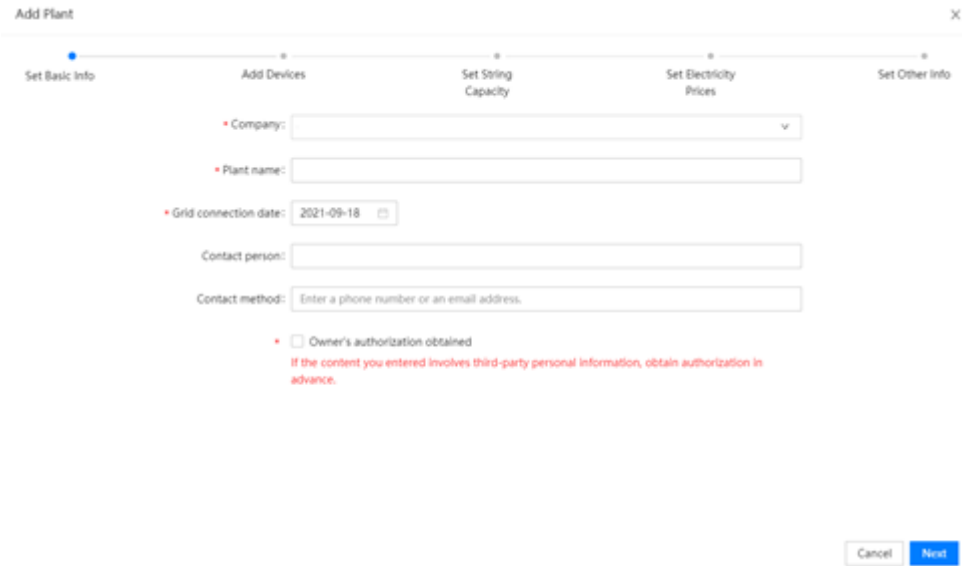 Add Plant
Set Basic Info
Add Devices
Set String
Capacity
Set Electricity
Prices
Set Other Info
* Company:
* Plant name:
* Grid connection date: 2021-09-18
Contact person:
Contact method: Enter a phone number or an email address.
* Owner's authorization obtained
If the content you entered involves third-party personal information, obtain authorization in
advance.
Cancel Next